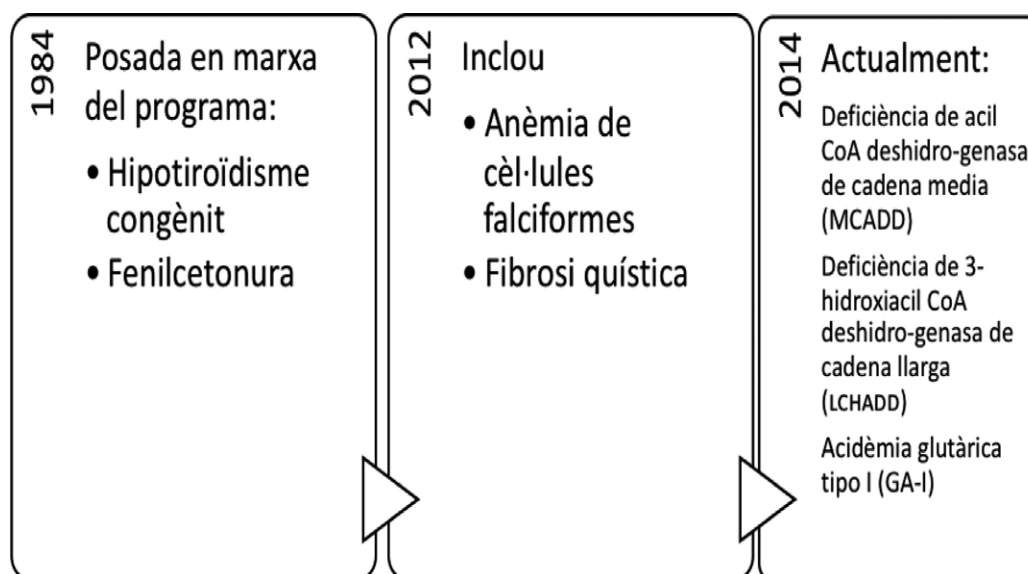 1984
Posada en marxa
del programa:
• Hipotiroïdisme
congènit
• Fenilcetonura
2012
Inclou
• Anèmia de
cèl·lules
falciformes
• Fibrosi quística
2014
Actualment:
Deficiència de acil
CoA deshidro-genasa
de cadena media
(MCADD)
Deficiència de 3-
hidroxiacil CoA
deshidro-genasa de
cadena llarga
(LCHADD)
Acidèmia glutàrica
tipo I (GA-I)